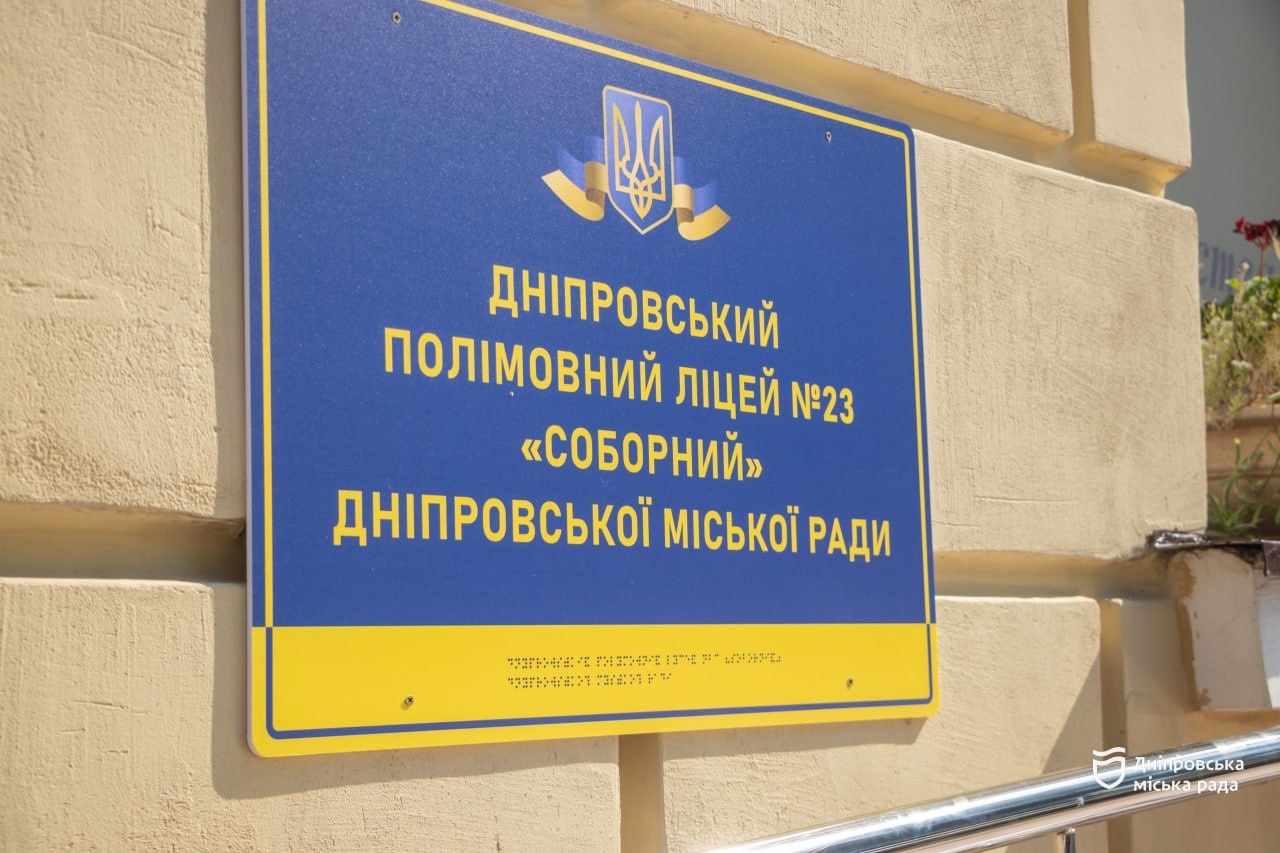 ДНІПРОВСЬКИЙ
ПОЛІМОВНИЙ ЛІЦЕЙ №23
«СОБОРНИЙ»
ДНІПРОВСЬКОЇ МІСЬКОЇ РАДИ
Дніпровська
міська рада